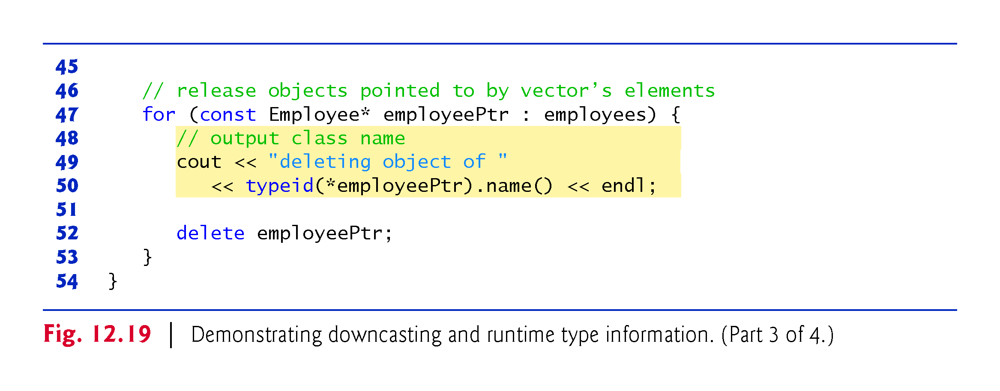 45
46 // release objects pointed to by vector’s elements
47 for (const Employee* employeePtr : employees) {
48 // output class name
49 cout << "deleting object of "
50 << typeid(*employeePtr).name() << endl;
51
52 delete employeePtr;
53 }
54 }
Fig. 12.19 | Demonstrating downcasting and runtime type information. (Part 3 of 4.)